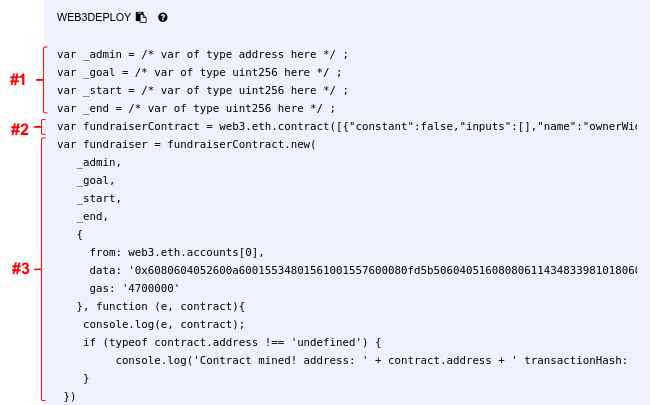 WEB3DEPLOY
#1
var _admin = /* var of type address here */ ;
var _goal = /* var of type uint256 here */ ;
var _start = /* var of type uint256 here */ ;
var _end = /* var of type uint256 here */ ;
#2
var fundraiserContract = web3.eth.contract([{"constant":false,"inputs":[],"name":"ownerWic
#3
var fundraiser = fundraiserContract.new(
_admin,
_goal,
_start,
_end,
{
from: web3.eth.accounts[0],
data: '0x6080604052600a60015534801561001557600080fd5b50604051608080611434833981018060
gas: '4700000'
}, function (e, contract){
console.log(e, contract);
if (typeof contract.address !== 'undefined') {
console.log('Contract mined! address: ' + contract.address + ' transactionHash:
}
})